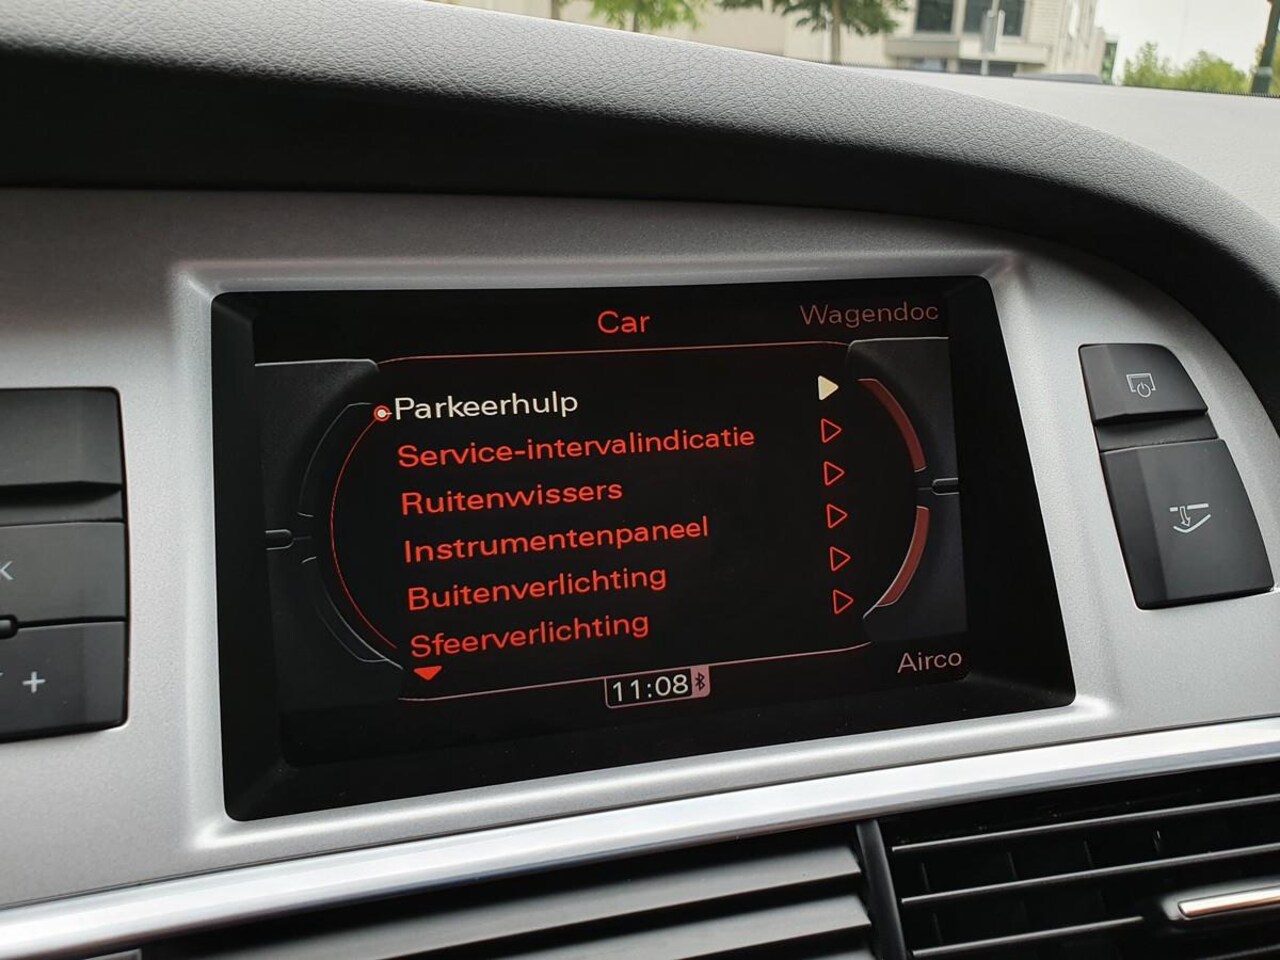 Car
Wagendoc
Parkeerhulp
Service-intervalindicatie
Ruitenwissers
Instrumentenpaneel
Buitenverlichting
Sfeerverlichting
Airco
11:08